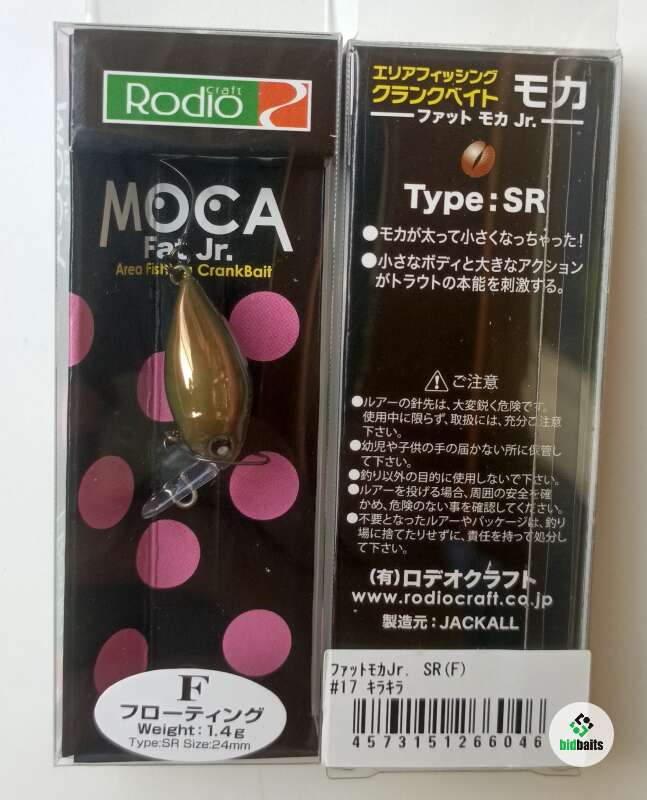 Rodio craft
MOCA
Fat Jr.
Area Fishing CrankBait
F
フローティング
Weight: 1.4g
Type:SR Size:24mm
エリアフィッシング
クランクベイト モカ
ファット モカ Jr.
Type:SR
●モカが太って小さくなっちゃった!
●小さなボディと大きなアクション
がトラウトの本能を刺激する。
ご注意
●ルアーの針先は、大変鋭く危険です。
使用中に限らず、取扱には、充分ご注意
下さい。
●幼児や子供の手の届かない所に保管し
て下さい。
●釣り以外の目的に使用しないで下さい。
●ルアーを投げる場合、周囲の安全を確
かめ、危険のない事を確認してください。
●不要となったルアーやパッケージは、釣り
場に捨てたりせずに、責任を持って処分し
て下さい。
(有)ロデオクラフト
www.rodiocraft.co.jp
製造元:JACKALL
ファットモカJr. SR(F)
#17 キラキラ
4573151266046
bidbaits